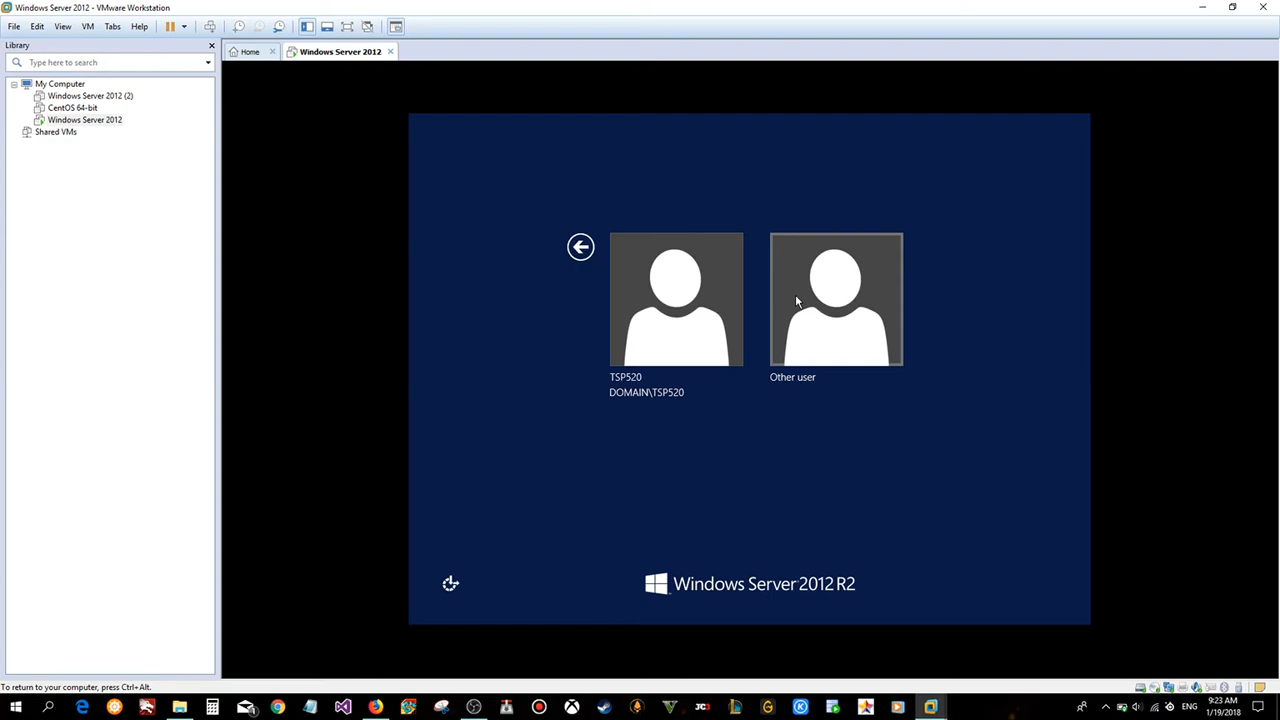 Windows Server 2012 - VMware Workstation
File Edit View VM Tabs Help
Library
Type here to search
Home
Windows Server 2012
My Computer
Windows Server 2012 (2)
CentOS 64-bit
Windows Server 2012
Shared VMs
TSP520
DOMAIN\TSP520
Other user
Windows Server 2012 R2
To return to your computer, press Ctrl+Alt.
ENG
9:23 AM
1/19/2018